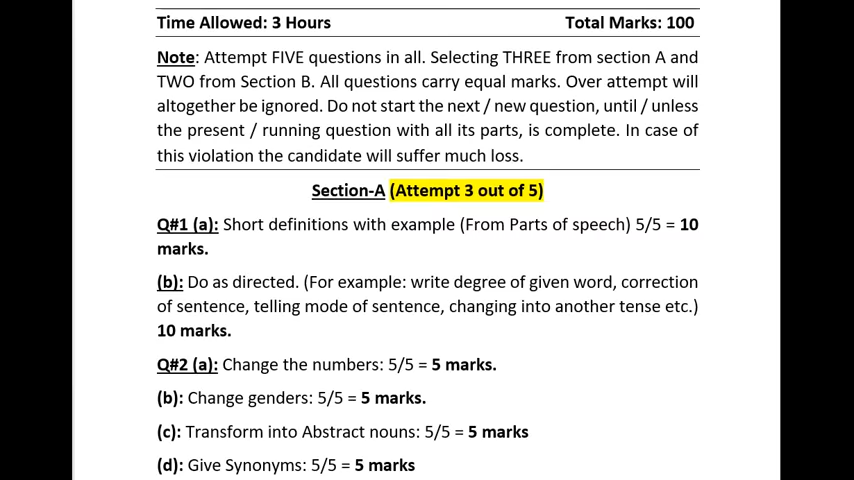 Time Allowed: 3 Hours Total Marks: 100
Note: Attempt FIVE questions in all. Selecting THREE from section A and
TWO from Section B. All questions carry equal marks. Over attempt will
altogether be ignored. Do not start the next / new question, until / unless
the present / running question with all its parts, is complete. In case of
this violation the candidate will suffer much loss.
Section-A (Attempt 3 out of 5)
Q#1 (a): Short definitions with example (From Parts of speech) 5/5 = 10
marks.
(b): Do as directed. (For example: write degree of given word, correction
of sentence, telling mode of sentence, changing into another tense etc.)
10 marks.
Q#2 (a): Change the numbers: 5/5 = 5 marks.
(b): Change genders: 5/5 = 5 marks.
(c): Transform into Abstract nouns: 5/5 = 5 marks
(d): Give Synonyms: 5/5 = 5 marks